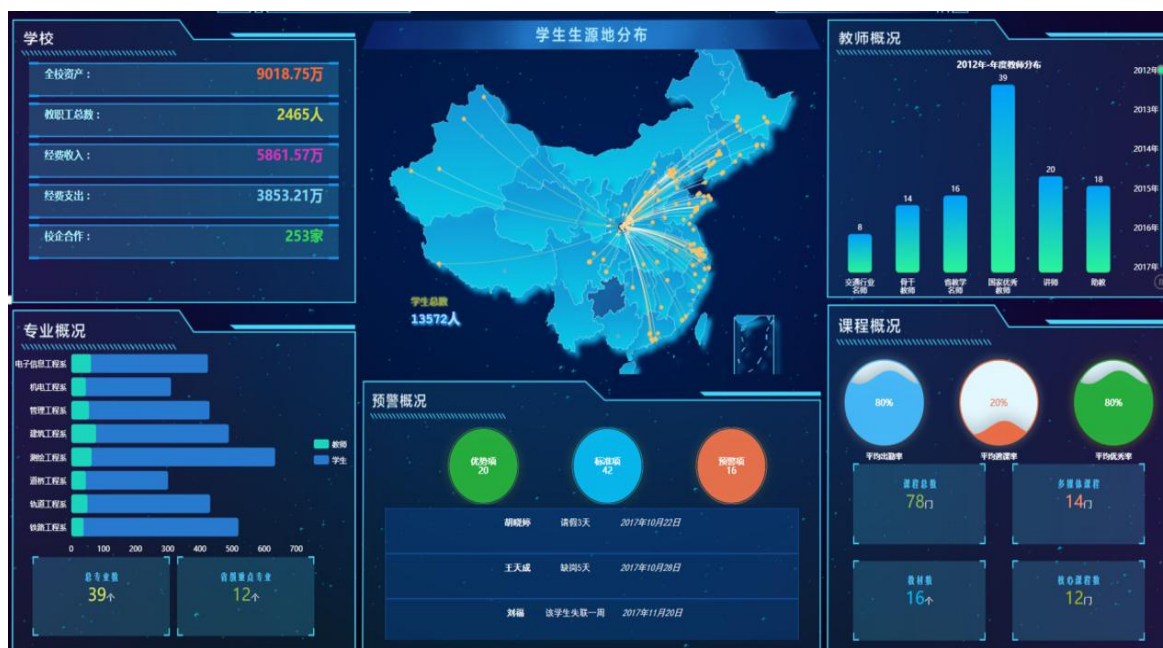 学校
全校资产： 9018.75万
教职工总数： 2465人
经费收入： 5861.57万
经费支出： 3853.21万
校企合作： 253家
学生生源地分布
学生总数
13572人
教师概况
2012年-年度教师分布
39
20
18
16
14
8
交通行业名师
骨干教师
省教学名师
国家优秀教师
讲师
助教
2012年
2013年
2014年
2015年
2016年
2017年
专业概况
电子信息工程系
机电工程系
管理工程系
建筑工程系
测绘工程系
道桥工程系
轨道工程系
铁路工程系
教师
学生
0 100 200 300 400 500 600 700
总专业数
39个
省级重点专业
12个
预警概况
优势项
20
标准项
42
预警项
16
胡晓婷 请假3天 2017年10月22日
王天成 缺岗5天 2017年10月28日
刘福 该学生失联一周 2017年11月20日
课程概况
80%
20%
80%
平均出勤率
平均逃课率
平均优秀率
课程总数
78门
多媒体课程
14门
教材数
16个
核心课程数
12门